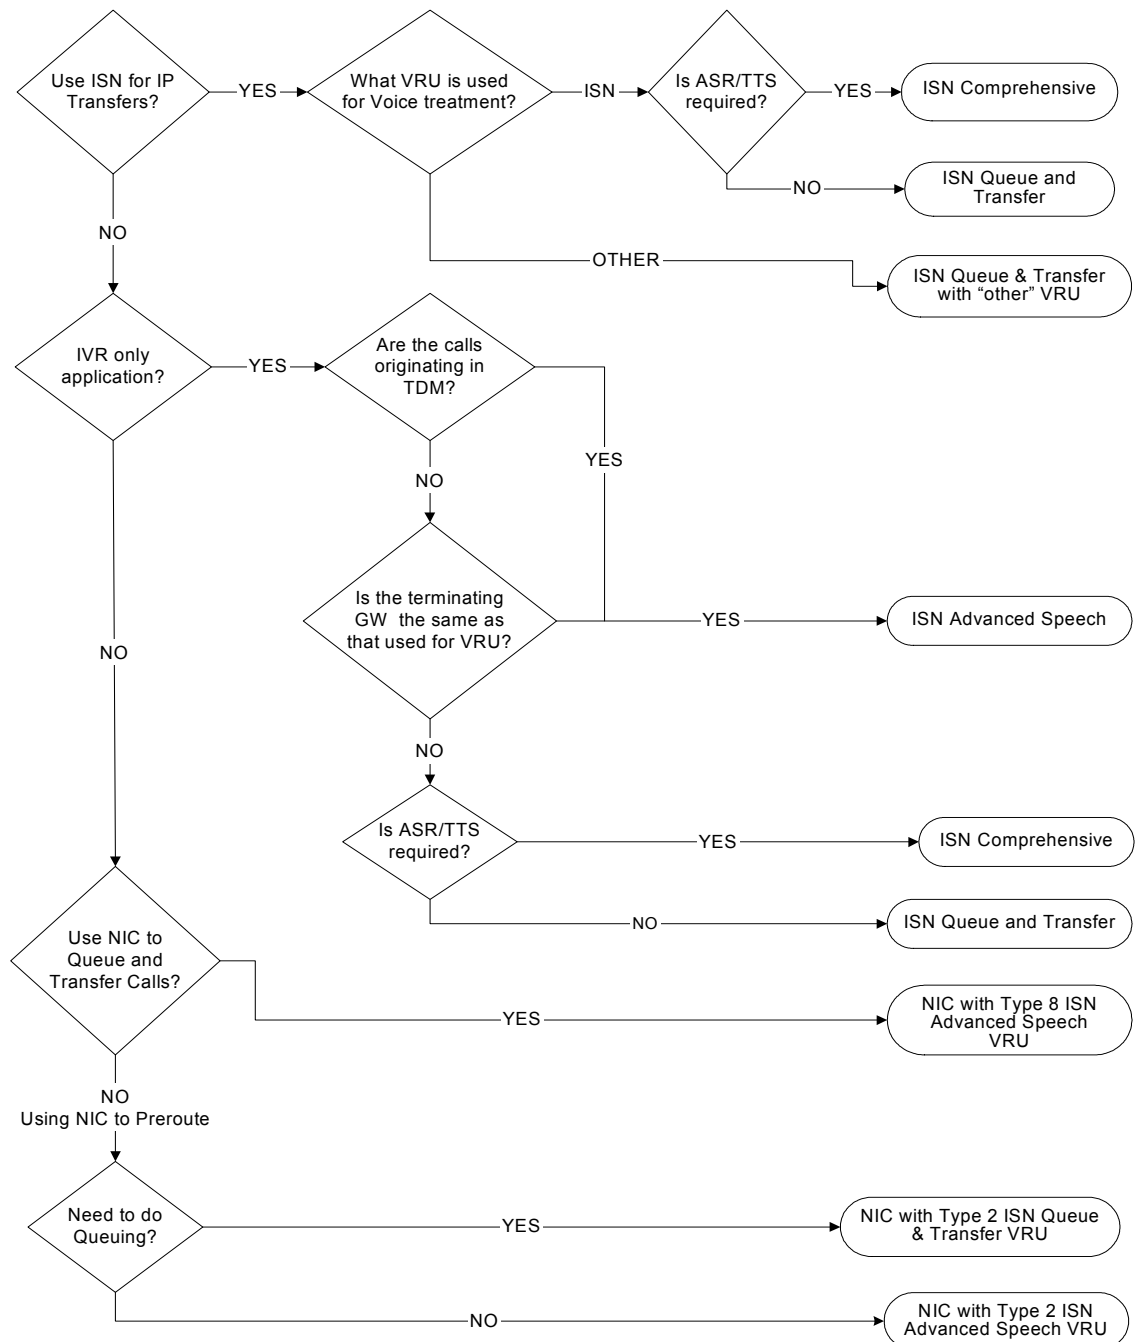 Use ISN for IP
Transfers?
YES
What VRU is used
for Voice treatment?
ISN
Is ASR/TTS
required?
YES
ISN Comprehensive
NO
ISN Queue and
Transfer
NO
OTHER
ISN Queue & Transfer
with “other” VRU
IVR only
application?
YES
Are the calls
originating in
TDM?
YES
NO
Is the terminating
GW the same as
that used for VRU?
YES
ISN Advanced Speech
NO
NO
Is ASR/TTS
required?
YES
ISN Comprehensive
NO
ISN Queue and Transfer
Use NIC to
Queue and
Transfer Calls?
YES
NIC with Type 8 ISN
Advanced Speech
VRU
NO
Using NIC to Preroute
Need to do
Queuing?
YES
NIC with Type 2 ISN Queue
& Transfer VRU
NO
NIC with Type 2 ISN
Advanced Speech VRU